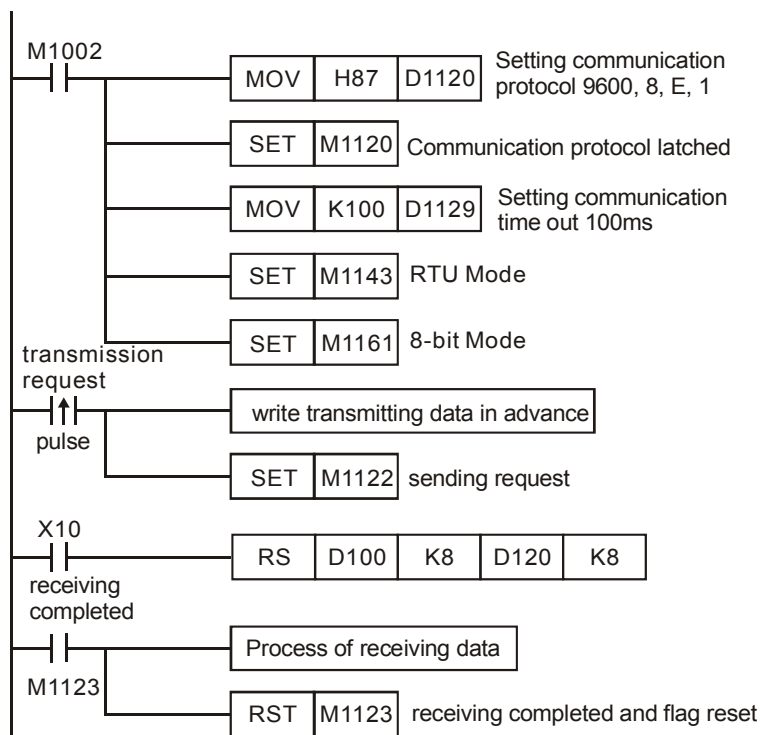 M1002
MOV H87 D1120 Setting communication
protocol 9600, 8, E, 1
SET M1120 Communication protocol latched
MOV K100 D1129 Setting communication
time out 100ms
SET M1143 RTU Mode
SET M1161 8-bit Mode
transmission
request
pulse
write transmitting data in advance
SET M1122 sending request
X10
RS D100 K8 D120 K8
receiving
completed
Process of receiving data
M1123
RST M1123 receiving completed and flag reset